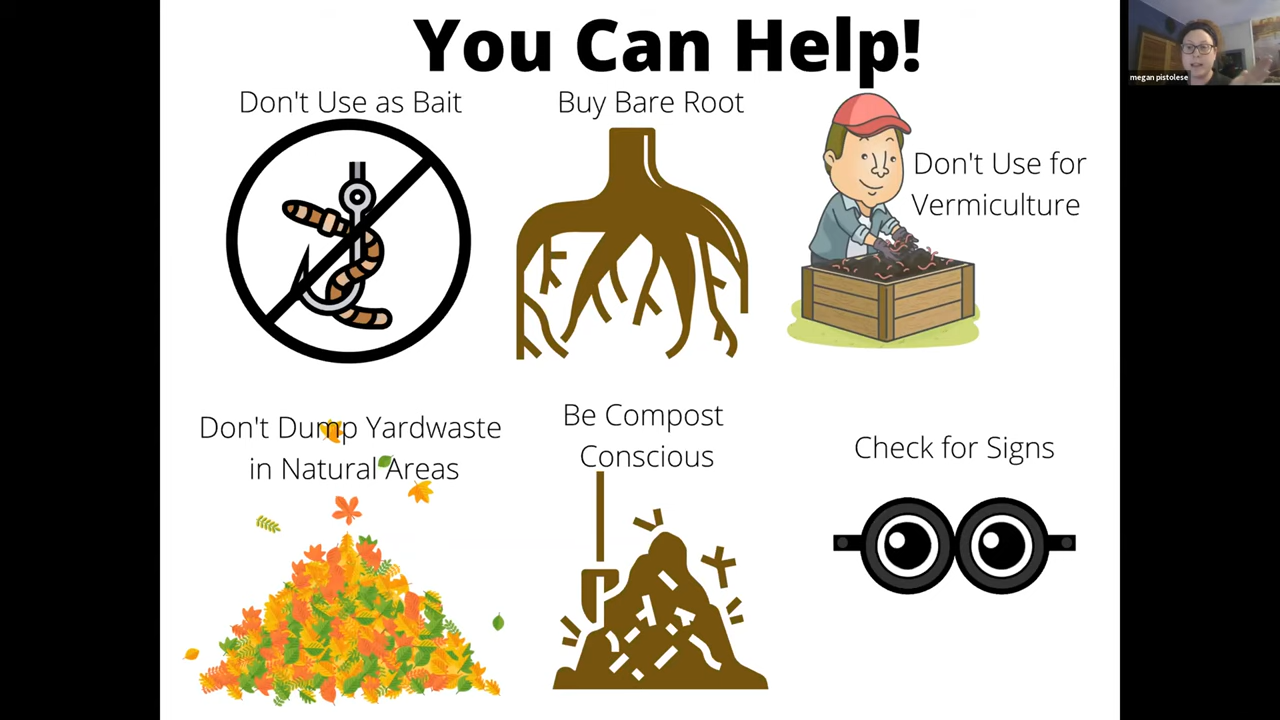 You Can Help!
megan pistolese
Don't Use as Bait
Buy Bare Root
Don't Use for
Vermiculture
Don't Dump Yardwaste
in Natural Areas
Be Compost
Conscious
Check for Signs